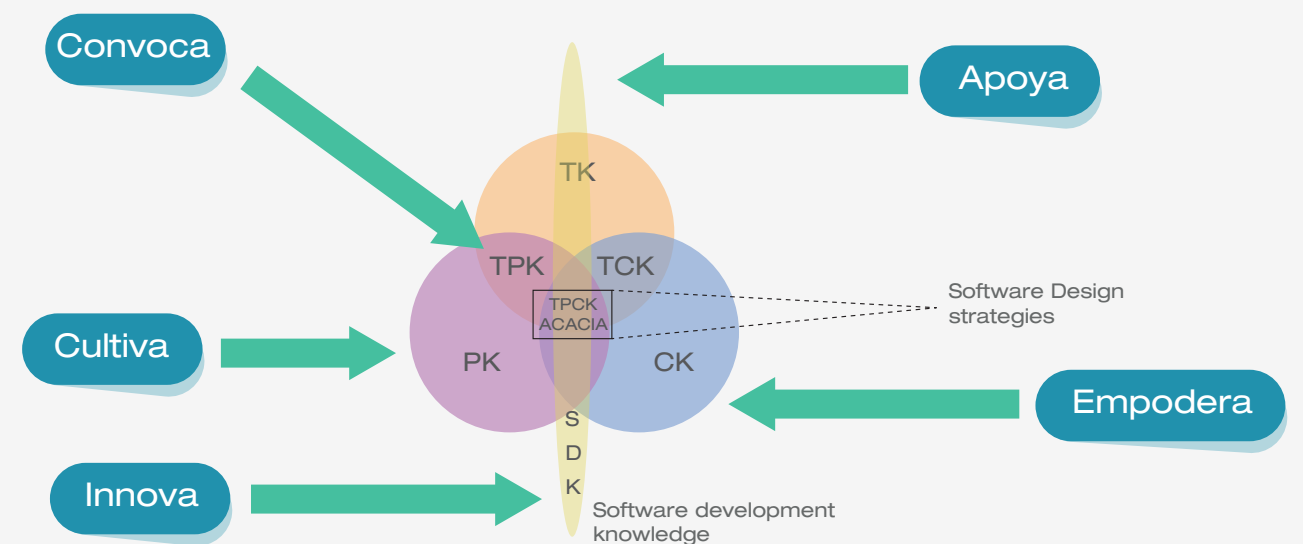 Convoca
Apoya
TK
TPK
TCK
TPCK
ACACIA
Software Design
strategies
Cultiva
PK
CK
Empodera
S
D
K
Innova
Software development
knowledge